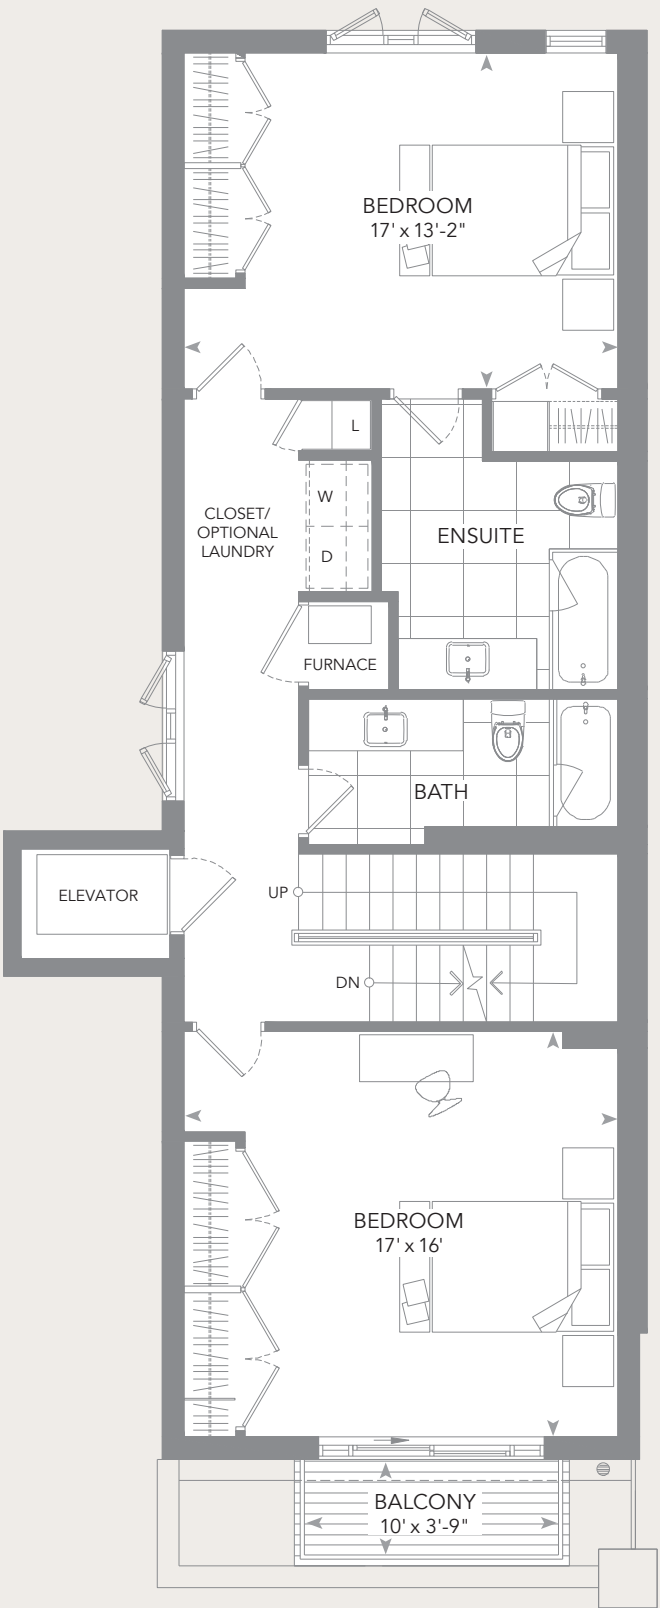 BEDROOM
17' x 13'-2"
L
W
CLOSET/
OPTIONAL
LAUNDRY
D
ENSUITE
FURNACE
BATH
ELEVATOR
UP
DN
BEDROOM
17' x 16'
BALCONY
10' x 3'-9"